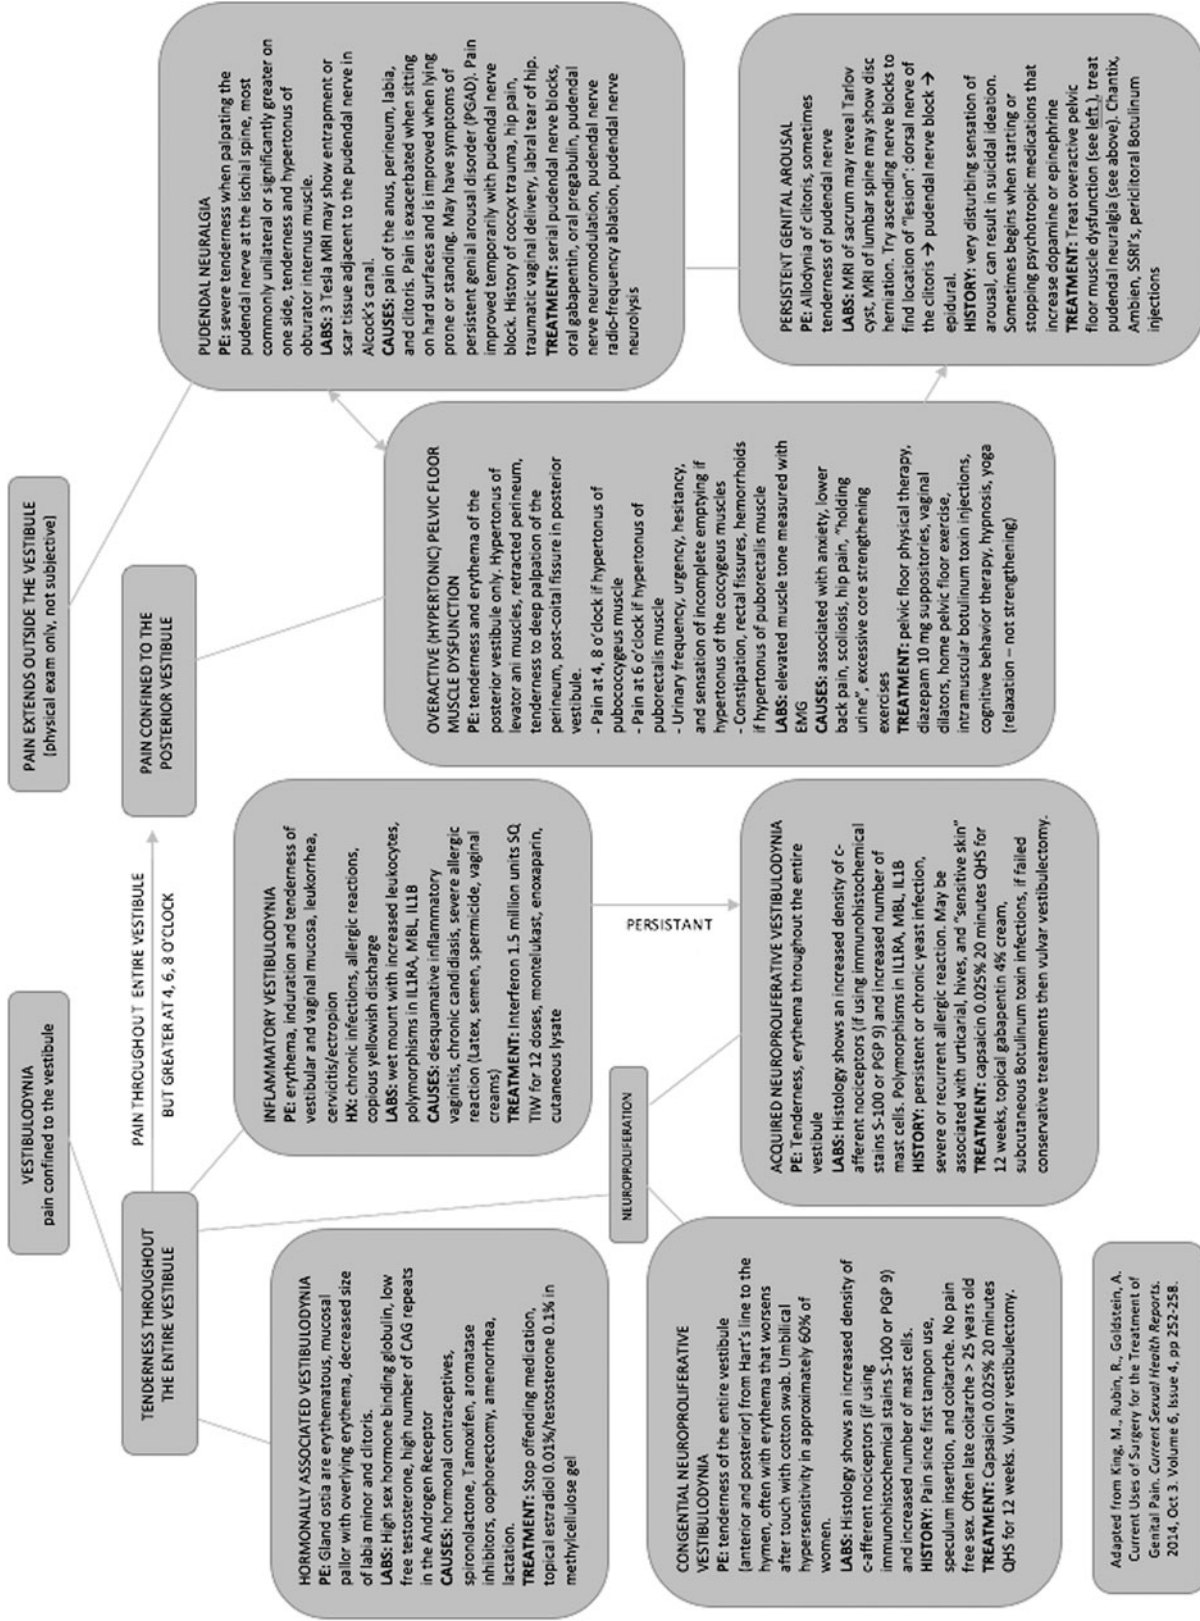 VESTIBULODYNIA
pain confined to the vestibule
PAIN EXTENDS OUTSIDE THE VESTIBULE
(physical exam only, not subjective)
TENDERNESS THROUGHOUT
THE ENTIRE VESTIBULE
PAIN THROUGHOUT ENTIRE VESTIBULE
BUT GREATER AT 4, 6, 8 O'CLOCK
PAIN CONFINED TO THE
POSTERIOR VESTIBULE
HORMONALLY ASSOCIATED VESTIBULODYNIA
PE: Gland ostia are erythematous, mucosal
pallor with overlying erythema, decreased size
of labia minor and clitoris.
LABS: High sex hormone binding globulin, low
free testosterone, high number of CAG repeats
in the Androgen Receptor
CAUSES: hormonal contraceptives,
spironolactone, Tamoxifen, aromatase
inhibitors, oophorectomy, ammenorrhea,
lactation.
TREATMENT: Stop offending medication,
topical estradiol 0.01%/testosterone 0.1% in
methylcellulose gel
INFLAMMATORY VESTIBULODYNIA
PE: erythema, induration and tenderness of
vestibular and vaginal mucosa, leukorrhea,
cervicitis/ectropion
HX: chronic infections, allergic reactions,
copious yellowish discharge
LABS: wet mount with increased leukocytes,
polymorphisms in IL1RA, MBL, IL1B
CAUSES: desquamative inflammatory
vaginitis, chronic candidiasis, severe allergic
reaction (Latex, semen, spermicide, vaginal
creams)
TREATMENT: Interferon 1.5 million units SQ
TIW for 12 doses, montelukast, enoxaparin,
cutaneous lysate
OVERACTIVE (HYPERTONIC) PELVIC FLOOR
MUSCLE DYSFUNCTION
PE: tenderness and erythema of the
posterior vestibule only. Hypertonus of
levator ani muscles, retracted perineum,
tenderness to deep palpation of the
perineum, post-coital fissure in posterior
vestibule.
- Pain at 4, 8 o'clock if hypertonus of
pubococcygeus muscle
- Pain at 6 o'clock if hypertonus of
puborectalis muscle
- Urinary frequency, urgency, hesitancy,
and sensation of incomplete emptying if
hypertonus of the coccygeus muscles
- Constipation, rectal fissures, hemorrhoids
if hypertonus of puborectalis muscle
LABS: elevated muscle tone measured with
EMG
CAUSES: associated with anxiety, lower
back pain, scoliosis, hip pain, "holding
urine", excessive core strengthening
exercises
TREATMENT: pelvic floor physical therapy,
diazepam 10 mg suppositories, vaginal
dilators, home pelvic floor exercise,
intramuscular botulinum toxin injections,
cognitive behavior therapy, hypnosis, yoga
(relaxation – not strengthening)
PUDENDAL NEURALGIA
PE: severe tenderness when palpating the
pudendal nerve at the ischial spine, most
commonly unilateral or significantly greater on
one side, tenderness and hypertonus of
obturator internus muscle.
LABS: 3 Tesla MRI may show entrapment or
scar tissue adjacent to the pudendal nerve in
Alcock's canal.
CAUSES: pain of the anus, perineum, labia,
and clitoris. Pain is exacerbated when sitting
on hard surfaces and is improved when lying
prone or standing. May have symptoms of
persistent genial arousal disorder (PGAD). Pain
improved temporarily with pudendal nerve
block. History of coccyx trauma, hip pain,
traumatic vaginal delivery, labral tear of hip.
TREATMENT: serial pudendal nerve blocks,
oral gabapentin, oral pregabulin, pudendal
nerve neuromodulation, pudendal nerve
radio-frequency ablation, pudendal nerve
neurolysis
NEUROPROLIFERATION
PERSISTANT
CONGENTIAL NEUROPROLIFERATIVE
VESTIBULODYNIA
PE: tenderness of the entire vestibule
(anterior and posterior) from Hart's line to the
hymen, often with erythema that worsens
after touch with cotton swab. Umbilical
hypersensitivity in approximately 60% of
women.
LABS: Histology shows an increased density of
c-afferent nociceptors (if using
immunohistochemical stains S-100 or PGP 9)
and increased number of mast cells.
HISTORY: Pain since first tampon use,
speculum insertion, and coitarche. No pain
free sex. Often late coitarche > 25 years old
TREATMENT: Capsaicin 0.025% 20 minutes
QHS for 12 weeks. Vulvar vestibulectomy.
ACQUIRED NEUROPROLIFERATIVE VESTIBULODYNIA
PE: Tenderness, erythema throughout the entire
vestibule
LABS: Histology shows an increased density of c-
afferent nociceptors (if using immunohistochemical
stains S-100 or PGP 9) and increased number of
mast cells. Polymorphisms in IL1RA, MBL, IL1B
HISTORY: persistent or chronic yeast infection,
severe or recurrent allergic reaction. May be
associated with urticarial, hives, and "sensitive skin"
TREATMENT: capsaicin 0.025% 20 minutes QHS for
12 weeks, topical gabapentin 4% cream,
subcutaneous Botulinum toxin infections, if failed
conservative treatments then vulvar vestibulectomy.
PERSISTENT GENITAL AROUSAL
PE: Allodynia of clitoris, sometimes
tenderness of pudendal nerve
LABS: MRI of sacrum may reveal Tarlov
cyst, MRI of lumbar spine may show disc
herniation. Try ascending nerve blocks to
find location of "lesion": dorsal nerve of
the clitoris → pudendal nerve block →
epidural.
HISTORY: very disturbing sensation of
arousal, can result in suicidal ideation.
Sometimes begins when starting or
stopping psychotropic medications that
increase dopamine or epinephrine
TREATMENT: Treat overactive pelvic
floor muscle dysfunction (see left ), treat
pudendal neuralgia (see above). Chantix,
Ambien, SSRI's, periclitoral Botulinum
injections
Adapted from King, M., Rubin, R., Goldstein, A.
Current Uses of Surgery for the Treatment of
Genital Pain. Current Sexual Health Reports.
2014, Oct 3. Volume 6, Issue 4, pp 252-258.